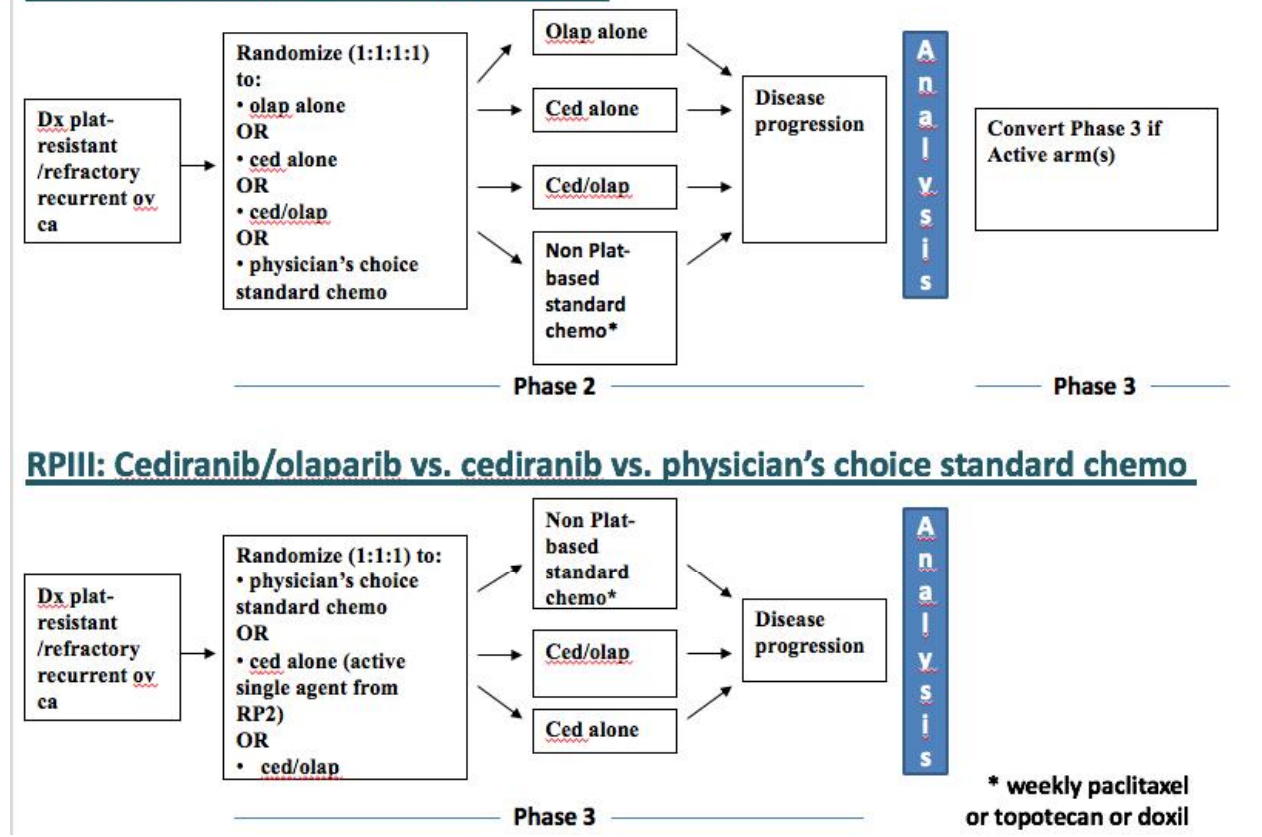 Dx plat-
resistant
/refractory
recurrent ov
ca
Randomize (1:1:1:1)
to:
• olap alone
OR
• ced alone
OR
• ced/olap
OR
• physician’s choice
standard chemo
Olap alone
Ced alone
Ced/olap
Non Plat-
based
standard
chemo*
Disease
progression
A
n
a
l
y
s
i
s
Convert Phase 3 if
Active arm(s)
Phase 2
Phase 3
RPIII: Cediranib/olaparib vs. cediranib vs. physician’s choice standard chemo
Dx plat-
resistant
/refractory
recurrent ov
ca
Randomize (1:1:1) to:
• physician’s choice
standard chemo
OR
• ced alone (active
single agent from
RP2)
OR
• ced/olap
Non Plat-
based
standard
chemo*
Ced/olap
Ced alone
Disease
progression
A
n
a
l
y
s
i
s
Phase 3
* weekly paclitaxel
or topotecan or doxil